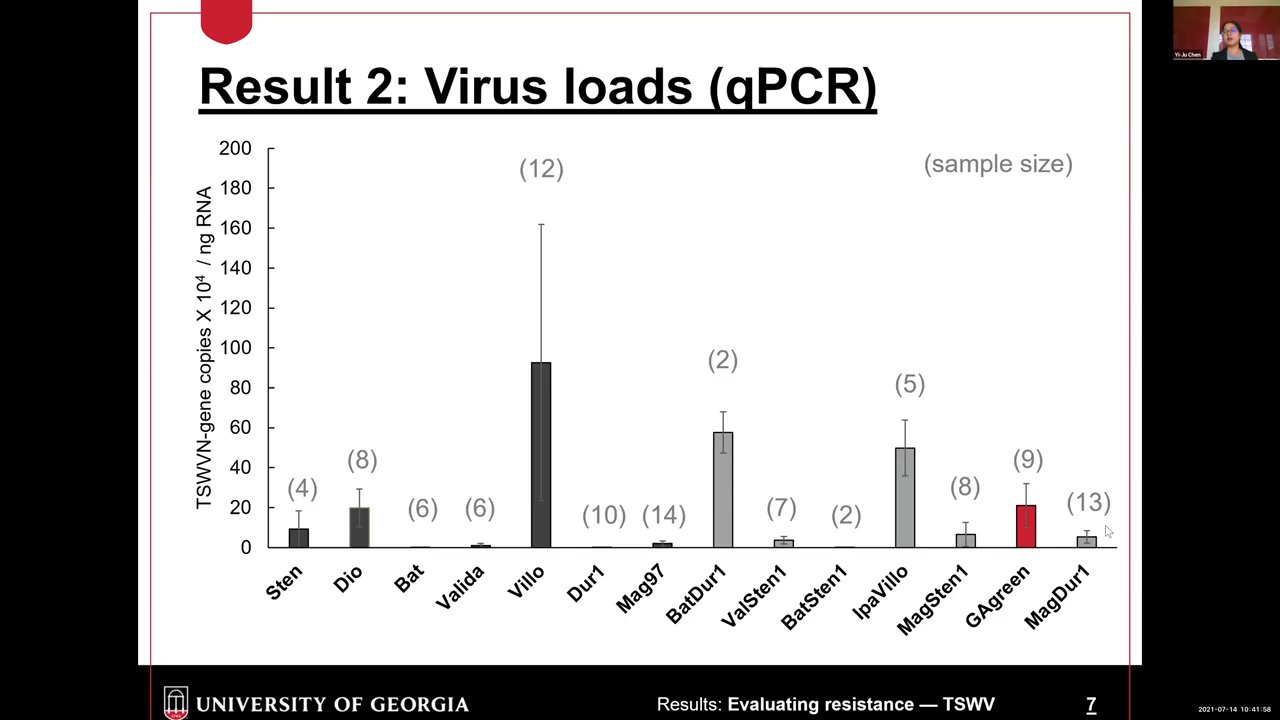 Result 2: Virus loads (qPCR)
TSWVN-gene copies X 10⁴ / ng RNA
200
180
160
140
120
100
80
60
40
20
0
(sample size)
(4)
(8)
(6)
(6)
(12)
(10)
(14)
(2)
(7)
(2)
(5)
(8)
(9)
(13)
Sten
Dio
Bat
Valida
Villo
Dur1
Mag97
BatDur1
ValSten1
BatSten1
IpaVillo
MagSten1
GAgreen
MagDur1
UNIVERSITY OF GEORGIA
Results: Evaluating resistance — TSWV
7
Yi-Ju Chen
2021-07-14 10:41:58